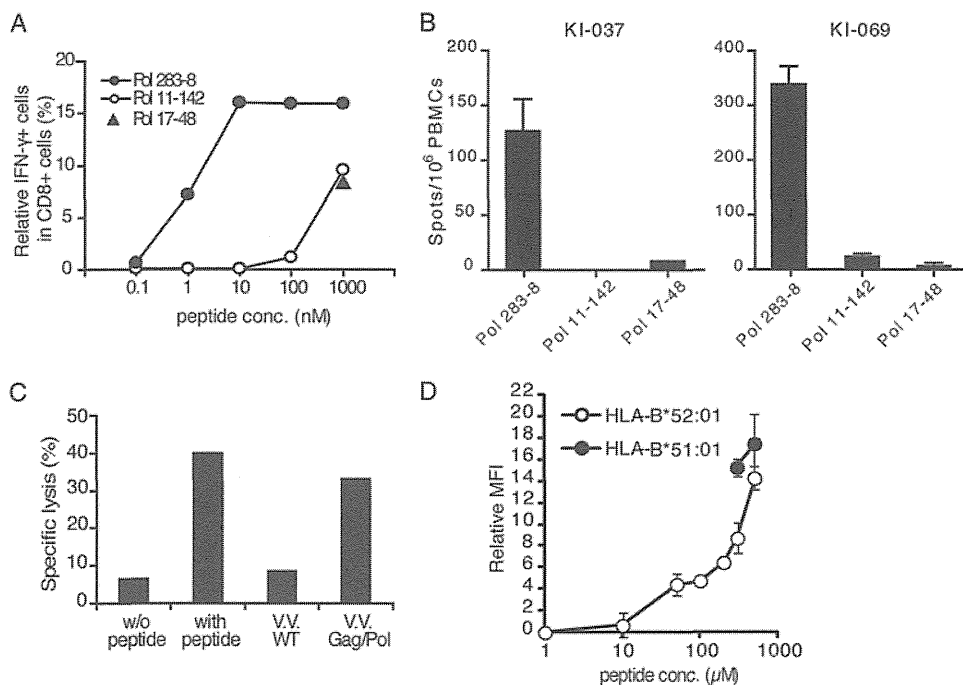 A
Relative IFN-γ+ cells
in CD8+ cells (%)
20
15
10
5
0
Pol 283-8
Pol 11-142
Pol 17-48
0.1
1
10
100
1000
peptide conc. (nM)
B
KI-037
Spots/10⁶ PBMCs
200
150
100
50
0
Pol 283-8
Pol 11-142
Pol 17-48
KI-069
400
300
200
100
0
Pol 283-8
Pol 11-142
Pol 17-48
C
Specific lysis (%)
50
40
30
20
10
0
w/o
peptide
with
peptide
V.V.
WT
V.V.
Gag/Pol
D
Relative MFI
22
20
18
16
14
12
10
8
6
4
2
0
HLA-B*52:01
HLA-B*51:01
1
10
100
1000
peptide conc. (µM)